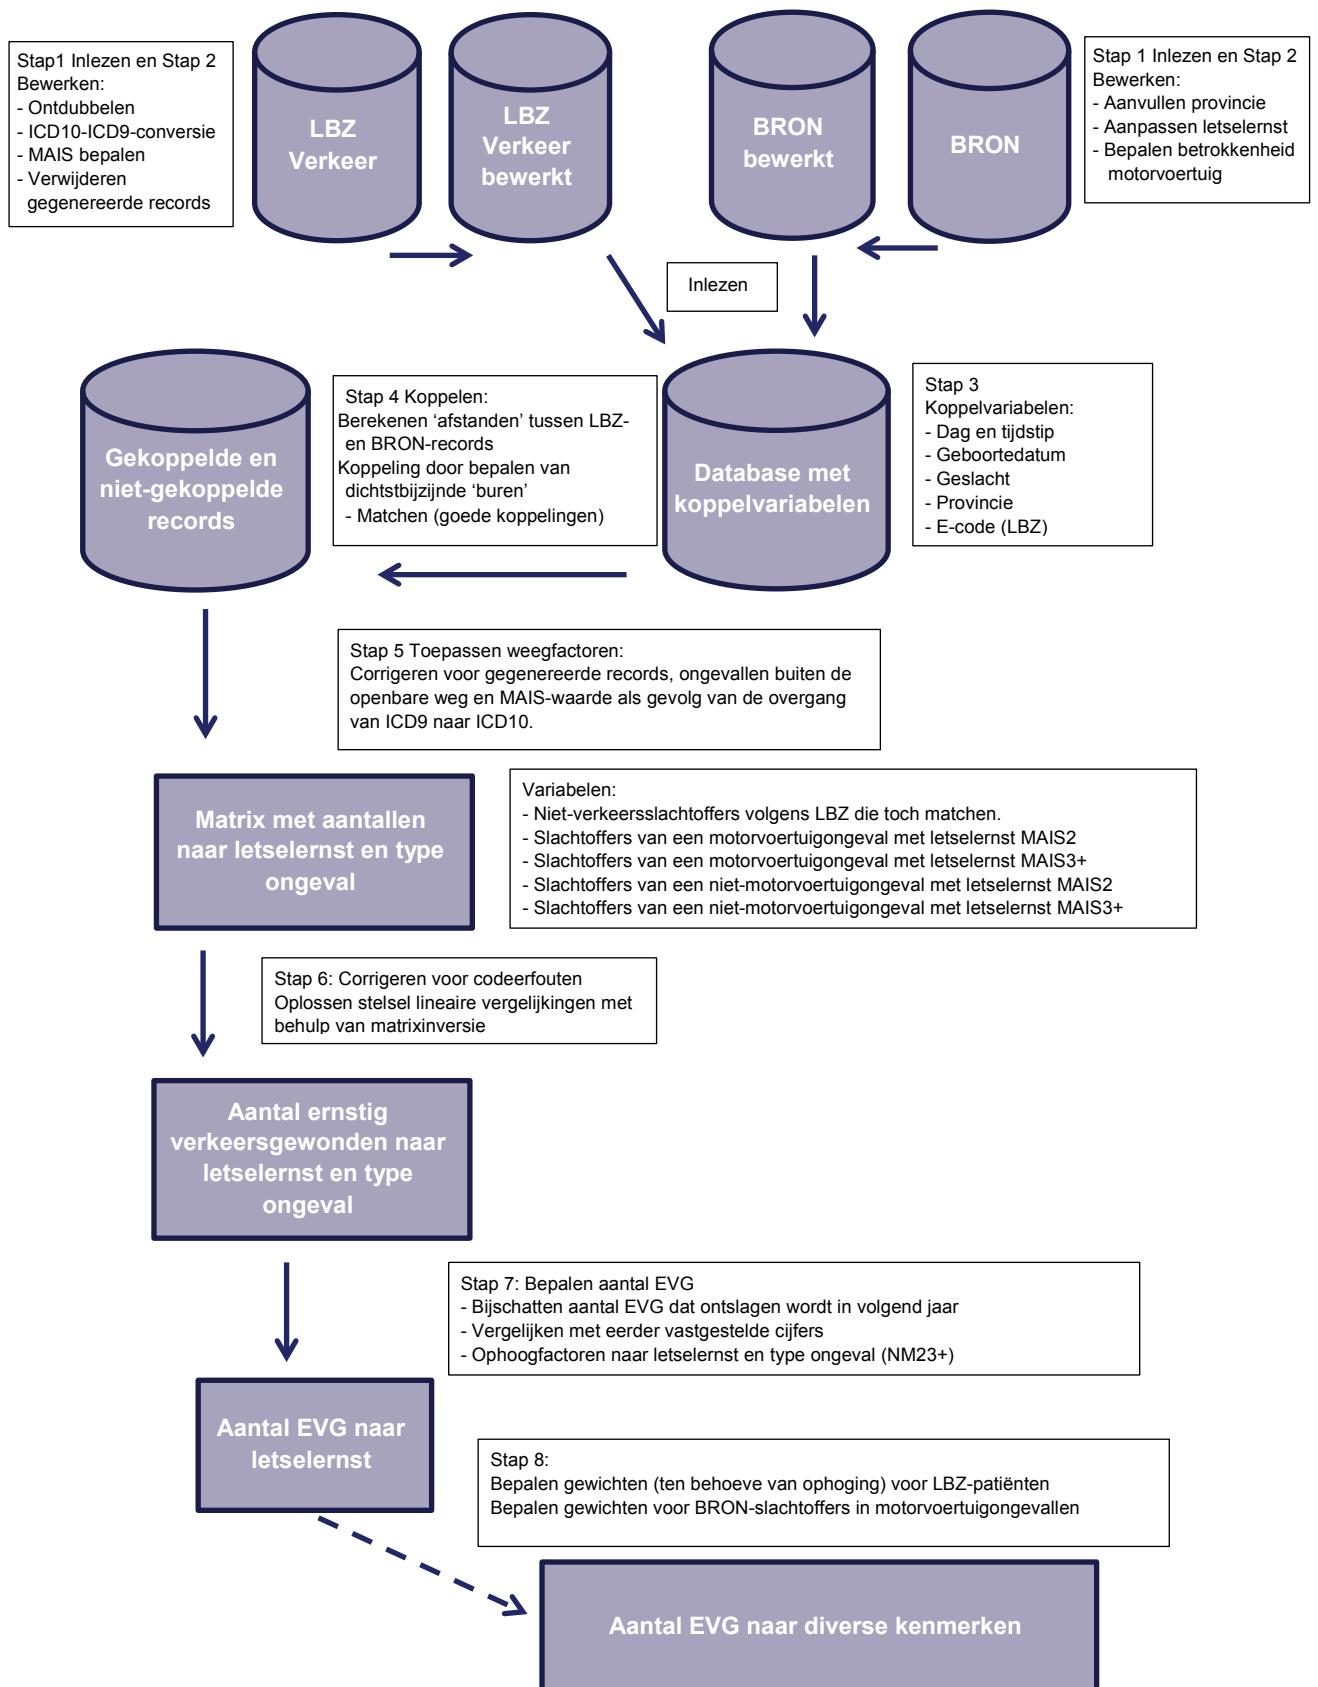 Stap1 Inlezen en Stap 2
Bewerken:
- Ontdubbelen
- ICD10-ICD9-conversie
- MAIS bepalen
- Verwijderen
gegenereerde records
LBZ
Verkeer
LBZ
Verkeer
bewerkt
BRON
bewerkt
BRON
Stap 1 Inlezen en Stap 2
Bewerken:
- Aanvullen provincie
- Aanpassen letselernst
- Bepalen betrokkenheid
motorvoertuig
Inlezen
Gekoppelde en
niet-gekoppelde
records
Stap 4 Koppelen:
Berekenen ‘afstanden’ tussen LBZ-
en BRON-records
Koppeling door bepalen van
dichtstbijzijnde ‘buren’
- Matchen (goede koppelingen)
Database met
koppelvariabelen
Stap 3
Koppelvariabelen:
- Dag en tijdstip
- Geboortedatum
- Geslacht
- Provincie
- E-code (LBZ)
Stap 5 Toepassen weegfactoren:
Corrigeren voor gegenereerde records, ongevallen buiten de
openbare weg en MAIS-waarde als gevolg van de overgang
van ICD9 naar ICD10.
Matrix met aantallen
naar letselernst en type
ongeval
Variabelen:
- Niet-verkeersslachtoffers volgens LBZ die toch matchen.
- Slachtoffers van een motorvoertuigongeval met letselernst MAIS2
- Slachtoffers van een motorvoertuigongeval met letselernst MAIS3+
- Slachtoffers van een niet-motorvoertuigongeval met letselernst MAIS2
- Slachtoffers van een niet-motorvoertuigongeval met letselernst MAIS3+
Stap 6: Corrigeren voor codeerfouten
Oplossen stelsel lineaire vergelijkingen met
behulp van matrixinversie
Aantal ernstig
verkeersgewonden naar
letselernst en type
ongeval
Stap 7: Bepalen aantal EVG
- Bijschatten aantal EVG dat ontslagen wordt in volgend jaar
- Vergelijken met eerder vastgestelde cijfers
- Ophoogfactoren naar letselernst en type ongeval (NM23+)
Aantal EVG naar
letselernst
Stap 8:
Bepalen gewichten (ten behoeve van ophoging) voor LBZ-patiënten
Bepalen gewichten voor BRON-slachtoffers in motorvoertuigongevallen
Aantal EVG naar diverse kenmerken